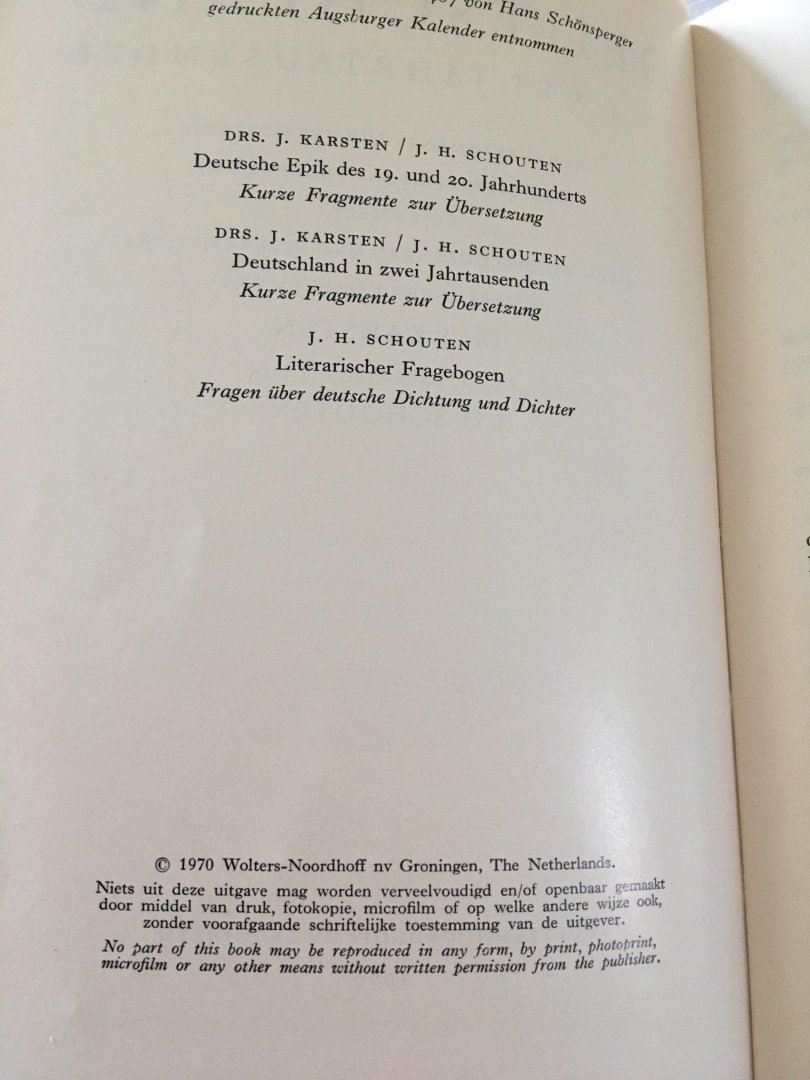 von Hans Schönsperger
gedruckten Augsburger Kalender entnommen
DRS. J. KARSTEN / J. H. SCHOUTEN
Deutsche Epik des 19. und 20. Jahrhunderts
Kurze Fragmente zur Übersetzung
DRS. J. KARSTEN / J. H. SCHOUTEN
Deutschland in zwei Jahrtausenden
Kurze Fragmente zur Übersetzung
J. H. SCHOUTEN
Literarischer Fragebogen
Fragen über deutsche Dichtung und Dichter
© 1970 Wolters-Noordhoff nv Groningen, The Netherlands.
Niets uit deze uitgave mag worden verveelvoudigd en/of openbaar gemaakt
door middel van druk, fotokopie, microfilm of op welke andere wijze ook,
zonder voorafgaande schriftelijke toestemming van de uitgever.
No part of this book may be reproduced in any form, by print, photoprint,
microfilm or any other means without written permission from the publisher.